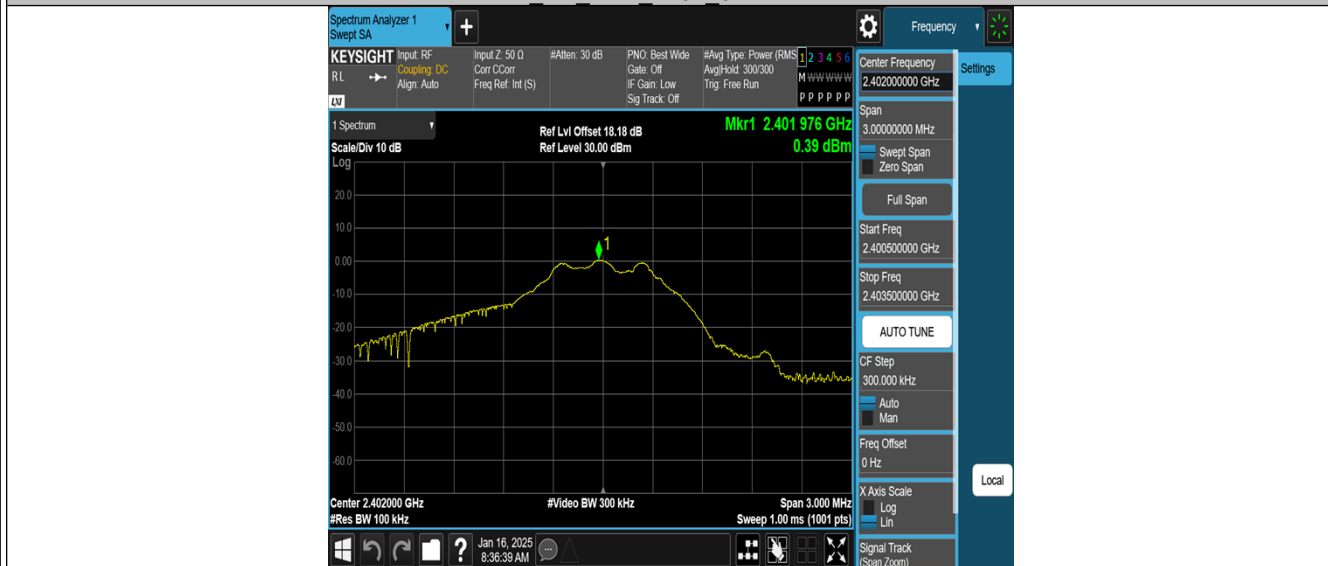 Spectrum Analyzer 1
Swept SA
Frequency
KEYSIGHT
RL
LXI
Input: RF
Coupling: DC
Align: Auto
Input Z: 50 Ω
Corr CCorr
Freq Ref: Int (S)
#Atten: 30 dB
PNO: Best Wide
Gate: Off
IF Gain: Low
Sig Track: Off
#Avg Type: Power (RMS
Avg|Hold: 300/300
Trig: Free Run
1 2 3 4 5 6
M W W W W W
P P P P P P
1 Spectrum
Scale/Div 10 dB
Ref Lvl Offset 18.18 dB
Ref Level 30.00 dBm
Mkr1 2.401 976 GHz
0.39 dBm
Log
20.0
10.0
0.00
-10.0
-20.0
-30.0
-40.0
-50.0
-60.0
1
Center 2.402000 GHz
#Res BW 100 kHz
#Video BW 300 kHz
Span 3.000 MHz
Sweep 1.00 ms (1001 pts)
Jan 16, 2025
8:36:39 AM
Center Frequency
2.402000000 GHz
Span
3.00000000 MHz
Swept Span
Zero Span
Full Span
Start Freq
2.400500000 GHz
Stop Freq
2.403500000 GHz
AUTO TUNE
CF Step
300.000 kHz
Auto
Man
Freq Offset
0 Hz
X Axis Scale
Log
Lin
Signal Track
(Span Zoom)
Settings
Local